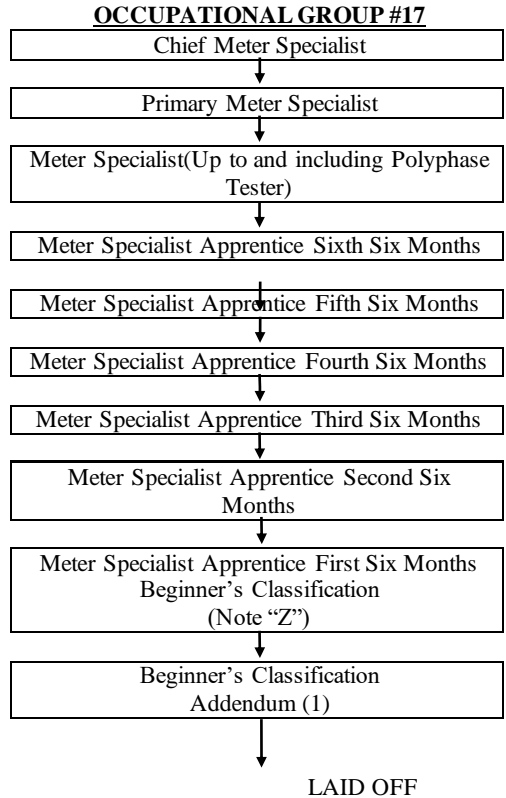 OCCUPATIONAL GROUP #17
Chief Meter Specialist
Primary Meter Specialist
Meter Specialist(Up to and including Polyphase
Tester)
Meter Specialist Apprentice Sixth Six Months
Meter Specialist Apprentice Fifth Six Months
Meter Specialist Apprentice Fourth Six Months
Meter Specialist Apprentice Third Six Months
Meter Specialist Apprentice Second Six
Months
Meter Specialist Apprentice First Six Months
Beginner’s Classification
(Note “Z”)
Beginner’s Classification
Addendum (1)
LAID OFF